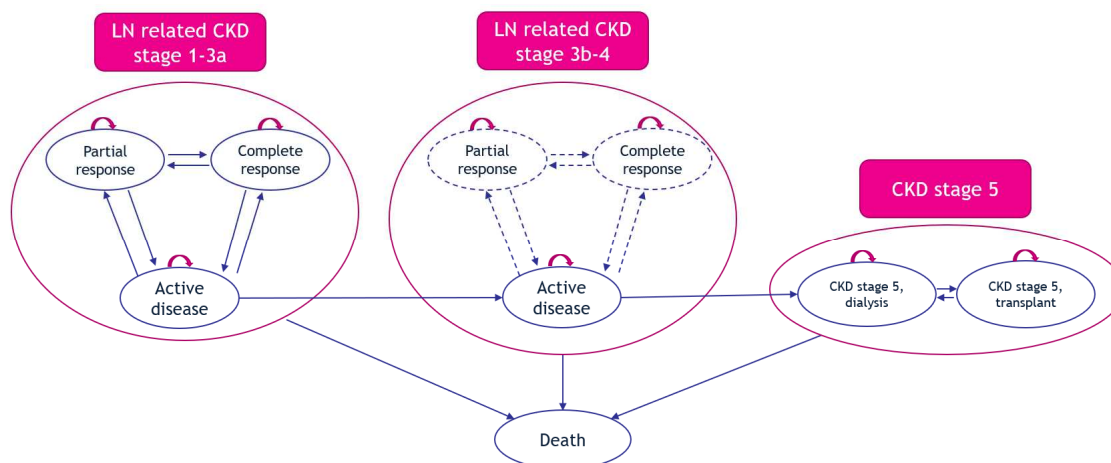 LN related CKD
stage 1-3a
LN related CKD
stage 3b-4
CKD stage 5
Partial
response
Complete
response
Active
disease
Partial
response
Complete
response
Active
disease
CKD stage 5,
dialysis
CKD stage 5,
transplant
Death